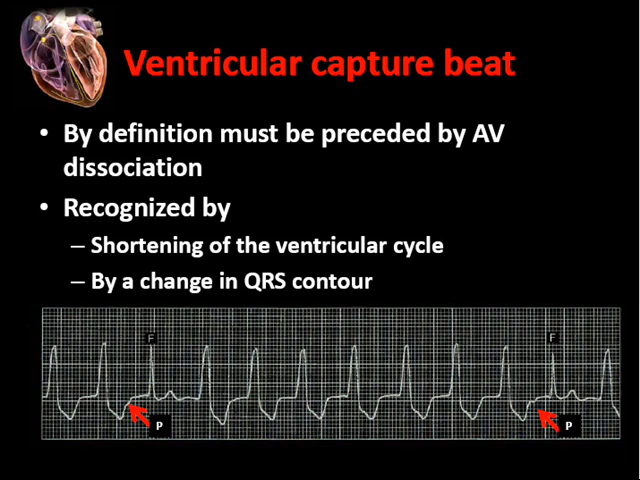 Ventricular capture beat
• By definition must be preceded by AV
dissociation
• Recognized by
– Shortening of the ventricular cycle
– By a change in QRS contour
F
F
P
P